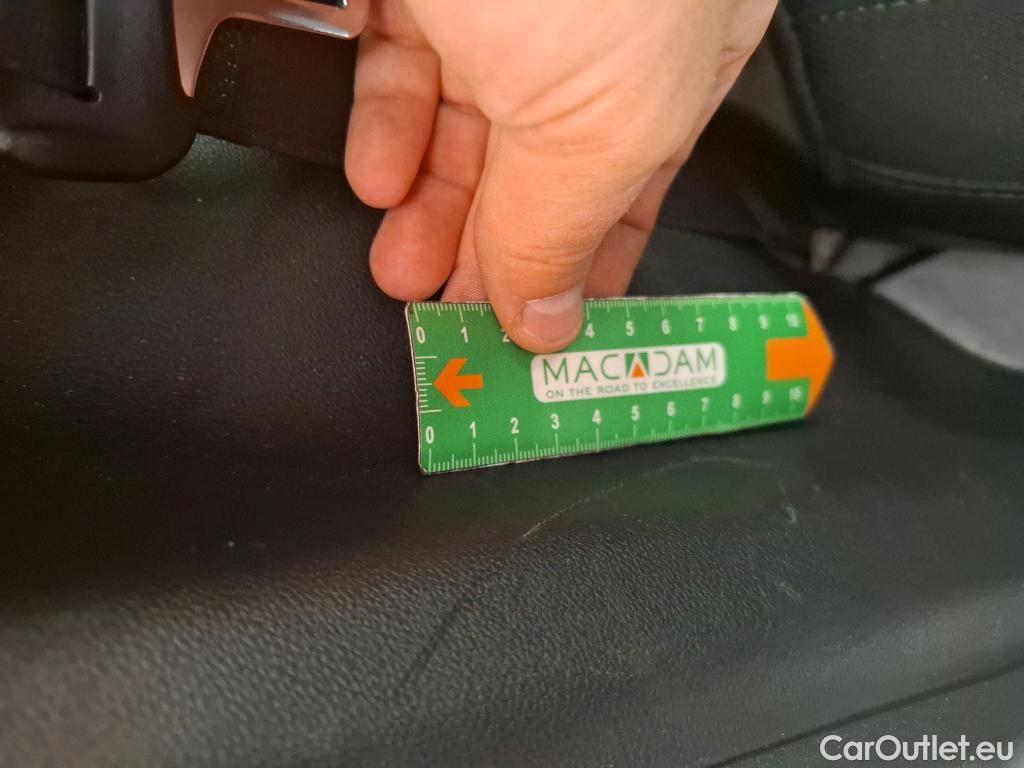 0 1 2 4 5 6 7 8 9 10
MACADAM
ON THE ROAD TO EXCELLENCE
0 1 2 3 4 5 6 7 8 9 10
CarOutlet.eu